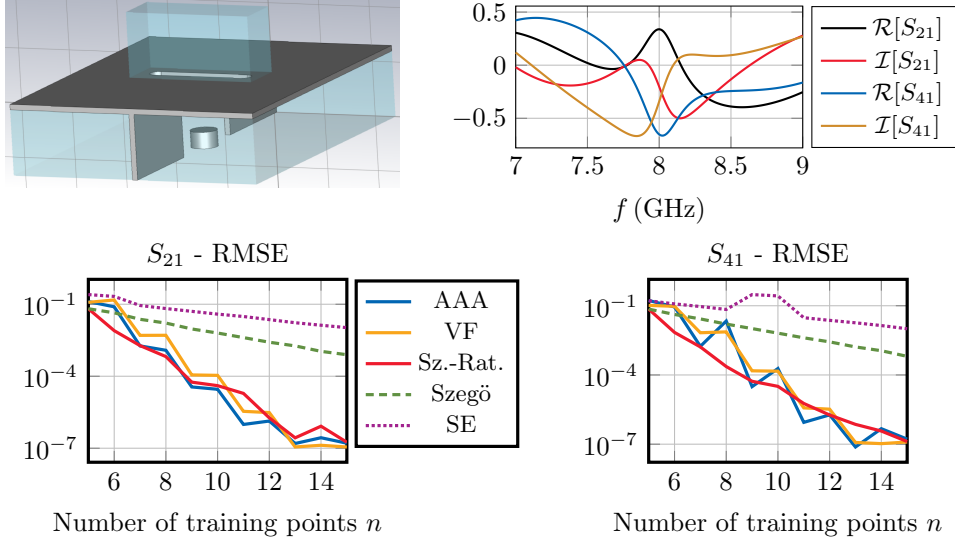 0.5
0
−0.5
7 7.5 8 8.5 9
f (GHz)
R[S21]
I[S21]
R[S41]
I[S41]
S21 - RMSE
10−1
10−4
10−7
6 8 10 12 14
Number of training points n
AAA
VF
Sz.-Rat.
Szegö
SE
S41 - RMSE
10−1
10−4
10−7
6 8 10 12 14
Number of training points n